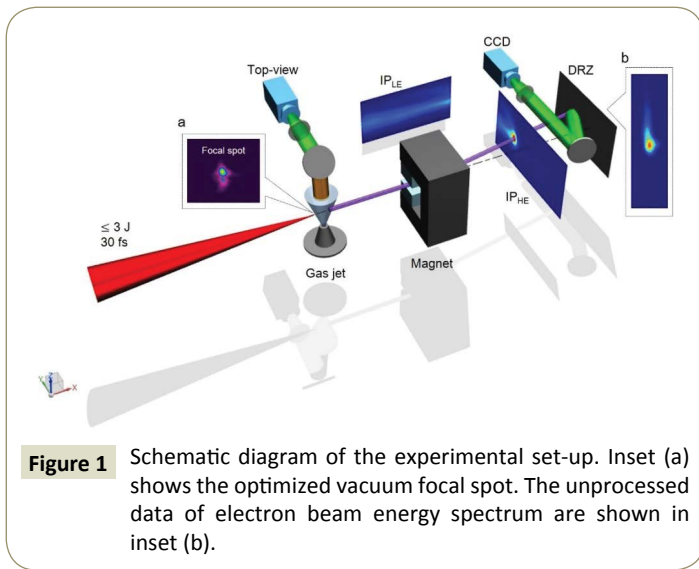 CCD
b
DRZ
Top-view
IPLE
a
Focal spot
IPHE
≤ 3 J
30 fs
Gas jet
Magnet
Z
X
Figure 1 Schematic diagram of the experimental set-up. Inset (a)
shows the optimized vacuum focal spot. The unprocessed
data of electron beam energy spectrum are shown in
inset (b).